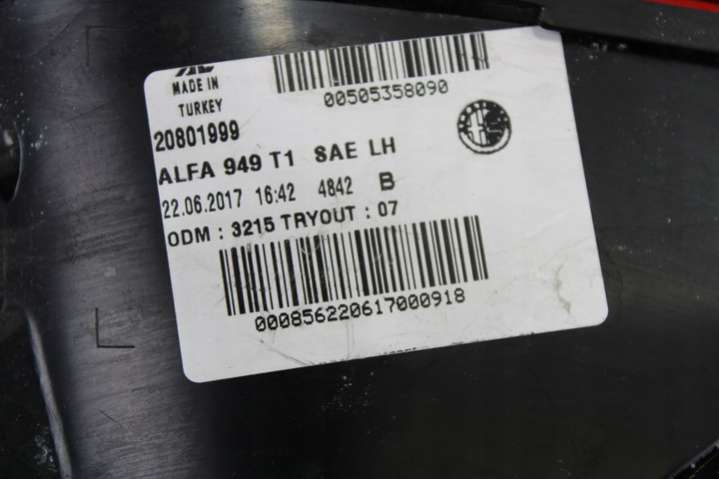 MADE IN
TURKEY
00505358090
20801999
ALFA 949 T1 SAE LH
22.06.2017 16:42 4842 B
ODM : 3215 TRYOUT : 07
000856220617000918